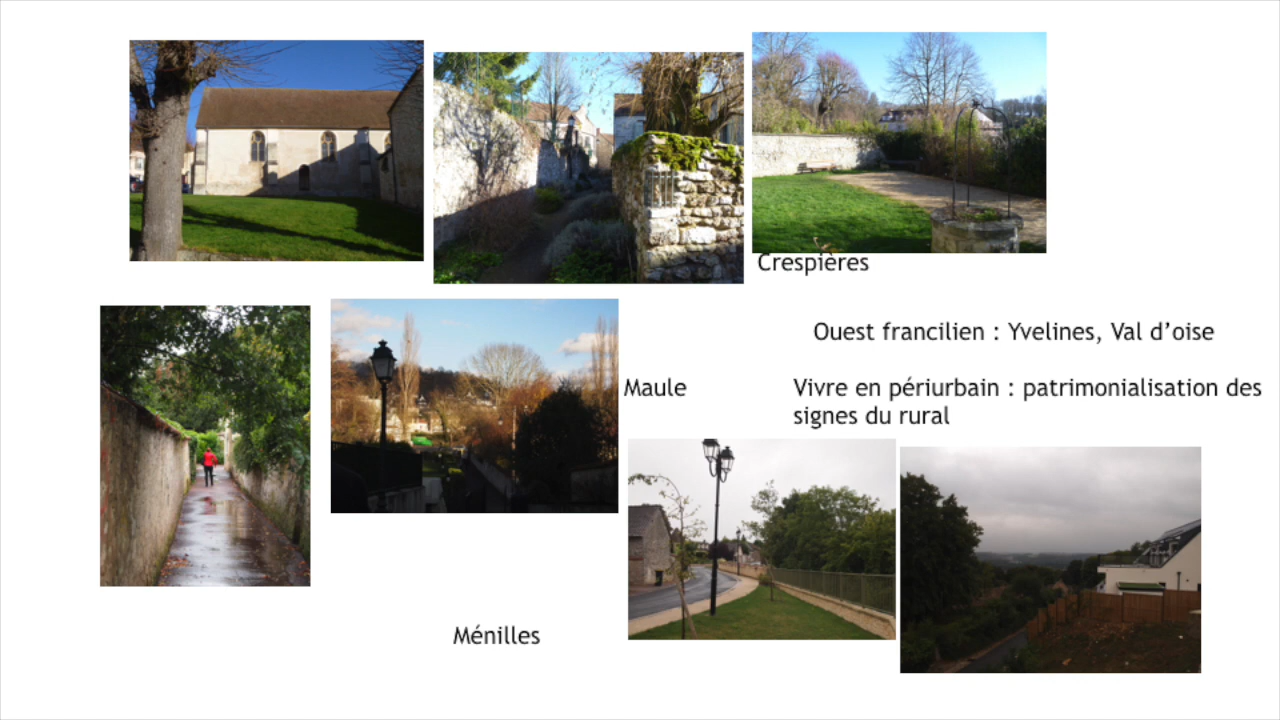 Crespières
Ouest francilien : Yvelines, Val d’oise
Maule
Vivre en périurbain : patrimonialisation des
signes du rural
Ménilles